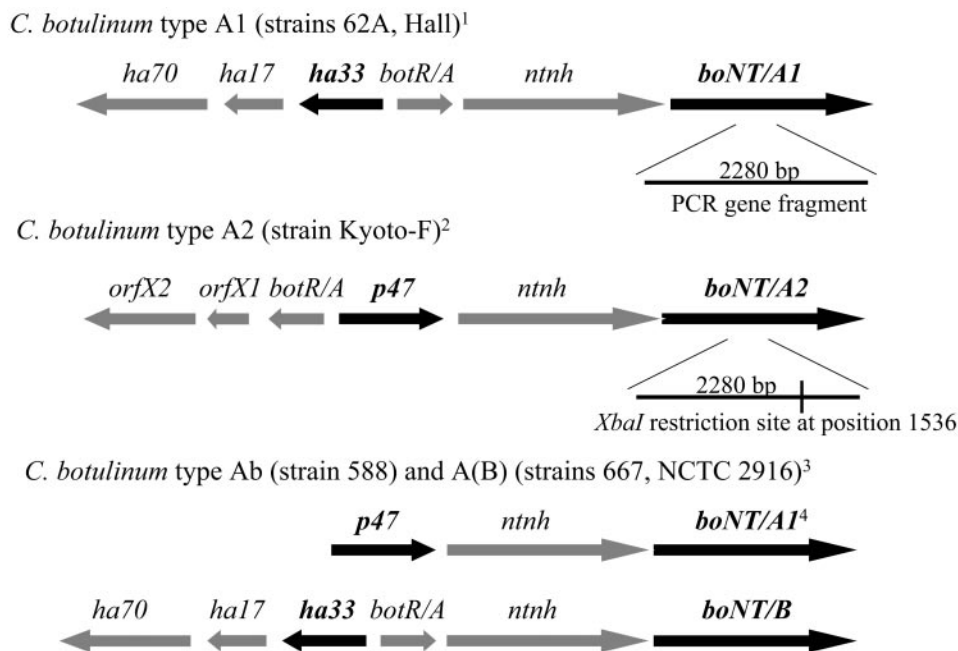 C. botulinum type A1 (strains 62A, Hall)1
ha70 ha17 ha33 botR/A ntnh boNT/A1
2280 bp
PCR gene fragment
C. botulinum type A2 (strain Kyoto-F)2
orfX2 orfX1 botR/A p47 ntnh boNT/A2
2280 bp
XbaI restriction site at position 1536
C. botulinum type Ab (strain 588) and A(B) (strains 667, NCTC 2916)3
p47 ntnh boNT/A14
ha70 ha17 ha33 botR/A ntnh boNT/B